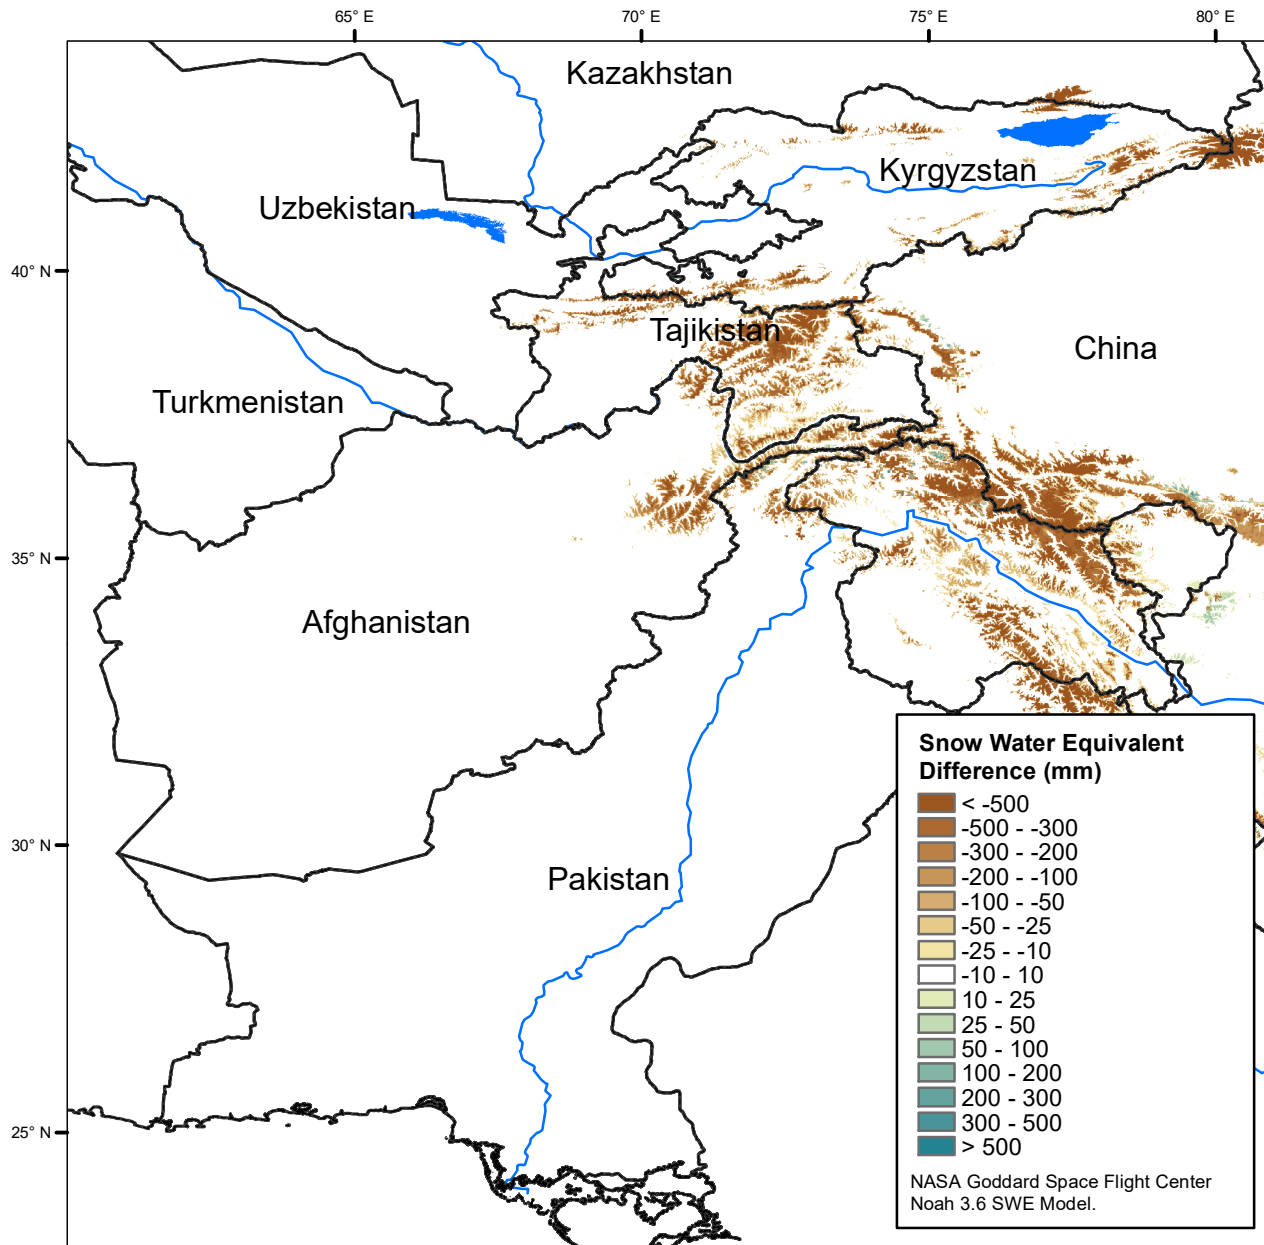 65° E
70° E
75° E
80° E
Kazakhstan
Kyrgyzstan
Uzbekistan
40° N
Tajikistan
China
Turkmenistan
35° N
Afghanistan
30° N
Pakistan
25° N
Snow Water Equivalent
Difference (mm)
< -500
-500 - -300
-300 - -200
-200 - -100
-100 - -50
-50 - -25
-25 - -10
-10 - 10
10 - 25
25 - 50
50 - 100
100 - 200
200 - 300
300 - 500
> 500
NASA Goddard Space Flight Center
Noah 3.6 SWE Model.